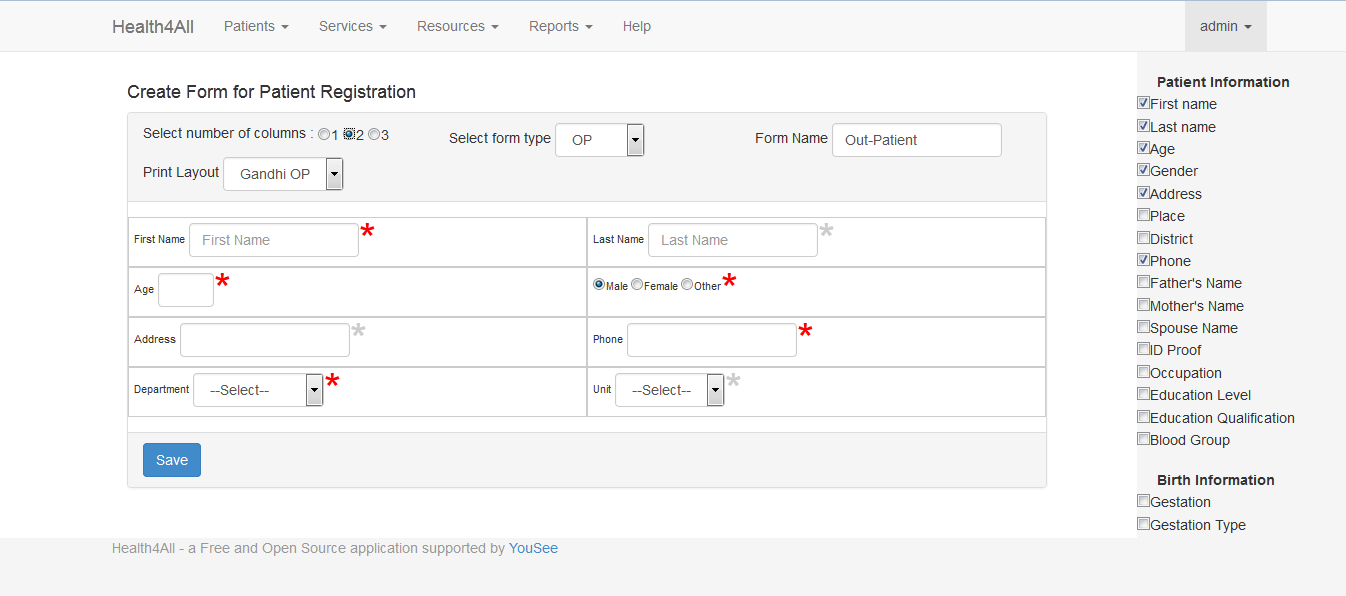 Health4All Patients Services Resources Reports Help admin
Create Form for Patient Registration
Select number of columns : 1 2 3 Select form type OP Form Name Out-Patient
Print Layout Gandhi OP
First Name First Name * Last Name Last Name *
Age * Male Female Other *
Address * Phone *
Department --Select-- * Unit --Select-- *
Save
Patient Information
First name
Last name
Age
Gender
Address
Place
District
Phone
Father's Name
Mother's Name
Spouse Name
ID Proof
Occupation
Education Level
Education Qualification
Blood Group
Birth Information
Gestation
Gestation Type
Health4All - a Free and Open Source application supported by YouSee